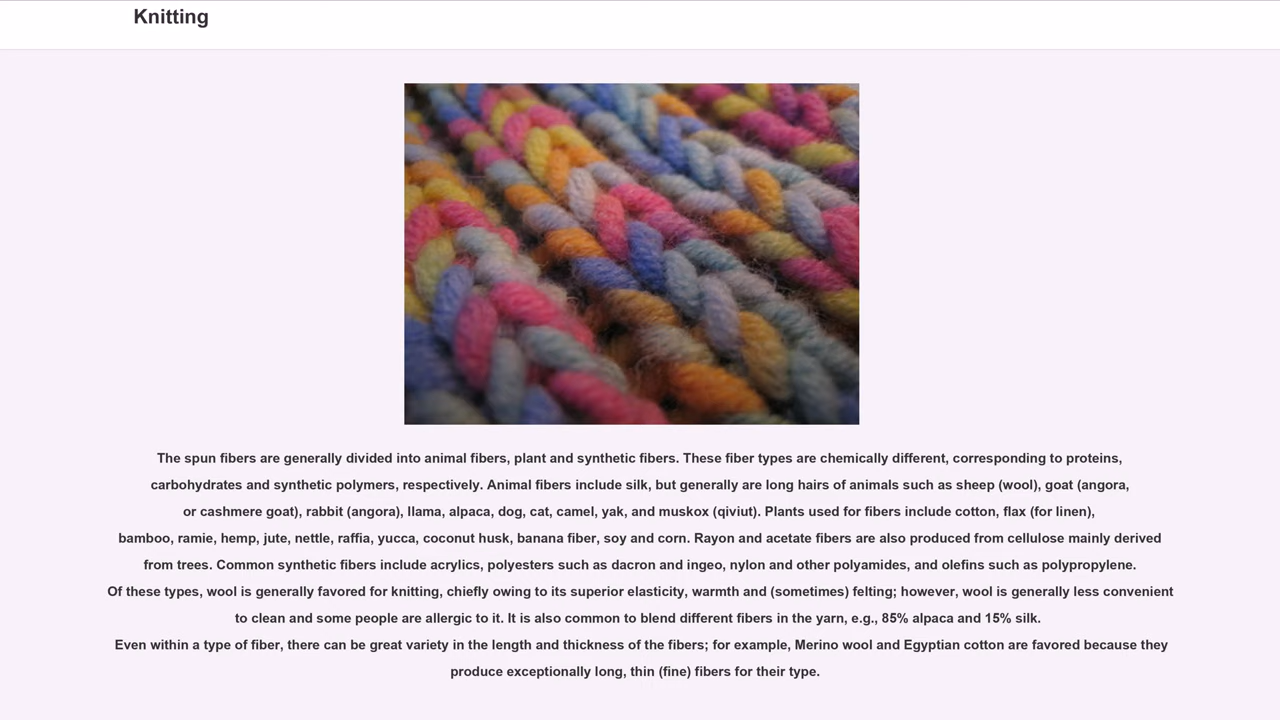 Knitting
The spun fibers are generally divided into animal fibers, plant and synthetic fibers. These fiber types are chemically different, corresponding to proteins,
carbohydrates and synthetic polymers, respectively. Animal fibers include silk, but generally are long hairs of animals such as sheep (wool), goat (angora,
or cashmere goat), rabbit (angora), llama, alpaca, dog, cat, camel, yak, and muskox (qiviut). Plants used for fibers include cotton, flax (for linen),
bamboo, ramie, hemp, jute, nettle, raffia, yucca, coconut husk, banana fiber, soy and corn. Rayon and acetate fibers are also produced from cellulose mainly derived
from trees. Common synthetic fibers include acrylics, polyesters such as dacron and ingeo, nylon and other polyamides, and olefins such as polypropylene.
Of these types, wool is generally favored for knitting, chiefly owing to its superior elasticity, warmth and (sometimes) felting; however, wool is generally less convenient
to clean and some people are allergic to it. It is also common to blend different fibers in the yarn, e.g., 85% alpaca and 15% silk.
Even within a type of fiber, there can be great variety in the length and thickness of the fibers; for example, Merino wool and Egyptian cotton are favored because they
produce exceptionally long, thin (fine) fibers for their type.